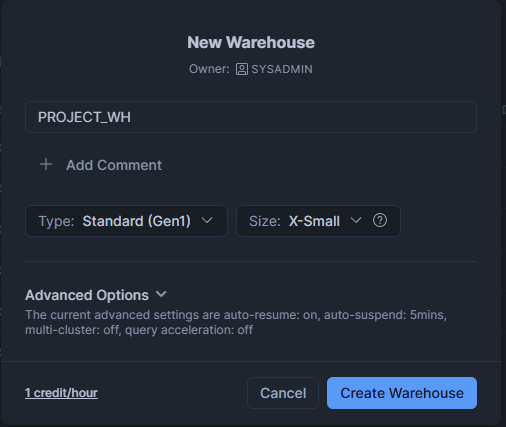 New Warehouse
Owner: SYSADMIN
PROJECT_WH
+ Add Comment
Type: Standard (Gen1) Size: X-Small ?
Advanced Options
The current advanced settings are auto-resume: on, auto-suspend: 5mins,
multi-cluster: off, query acceleration: off
1 credit/hour Cancel Create Warehouse